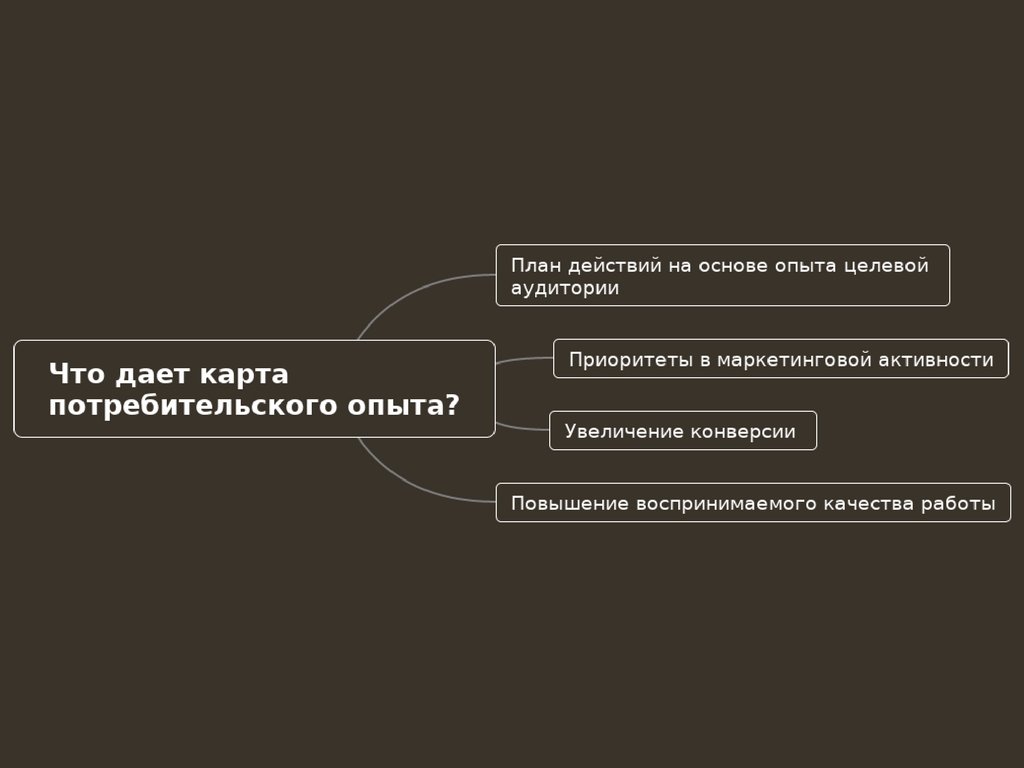 План действий на основе опыта целевой
аудитории
Приоритеты в маркетинговой активности
Что дает карта
потребительского опыта?
Увеличение конверсии
Повышение воспринимаемого качества работы